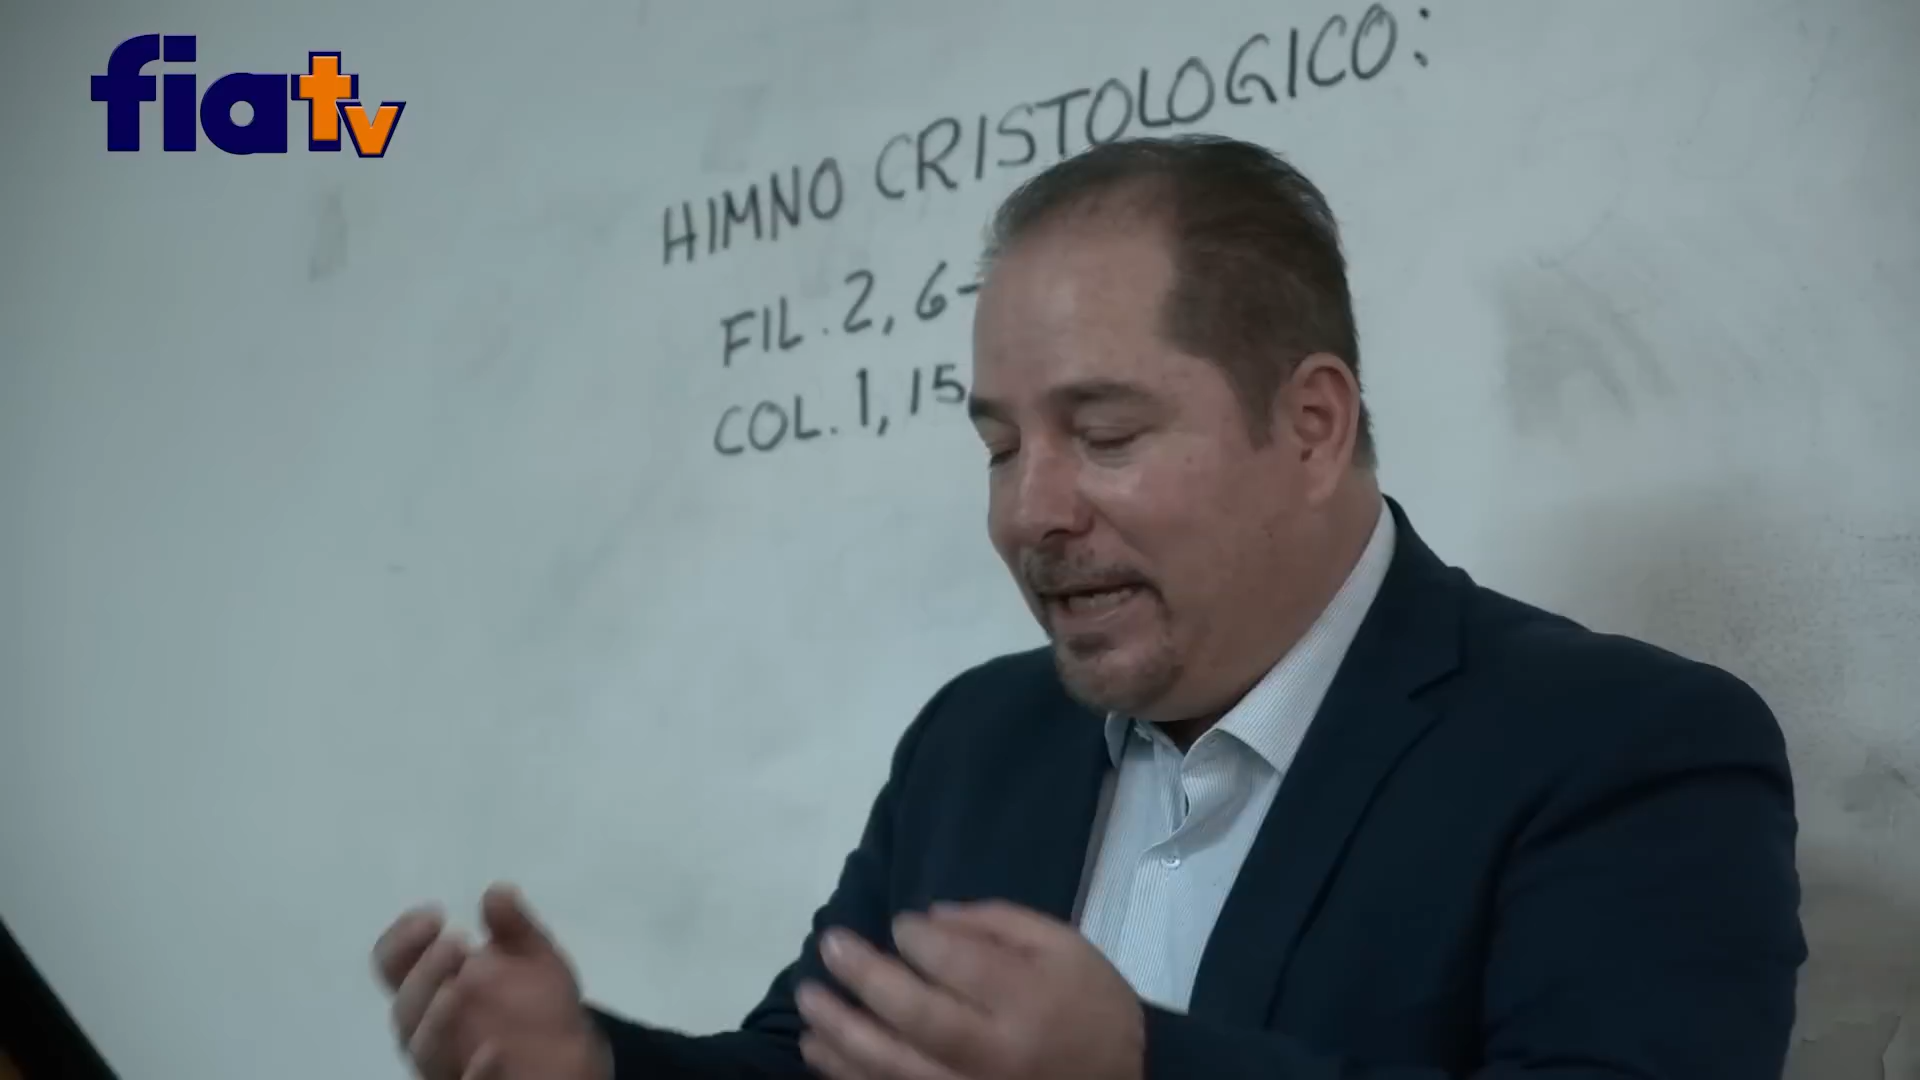 fiatv
HIMNO CRISTOLOGICO:
FIL. 2, 6-
COL. 1, 15-